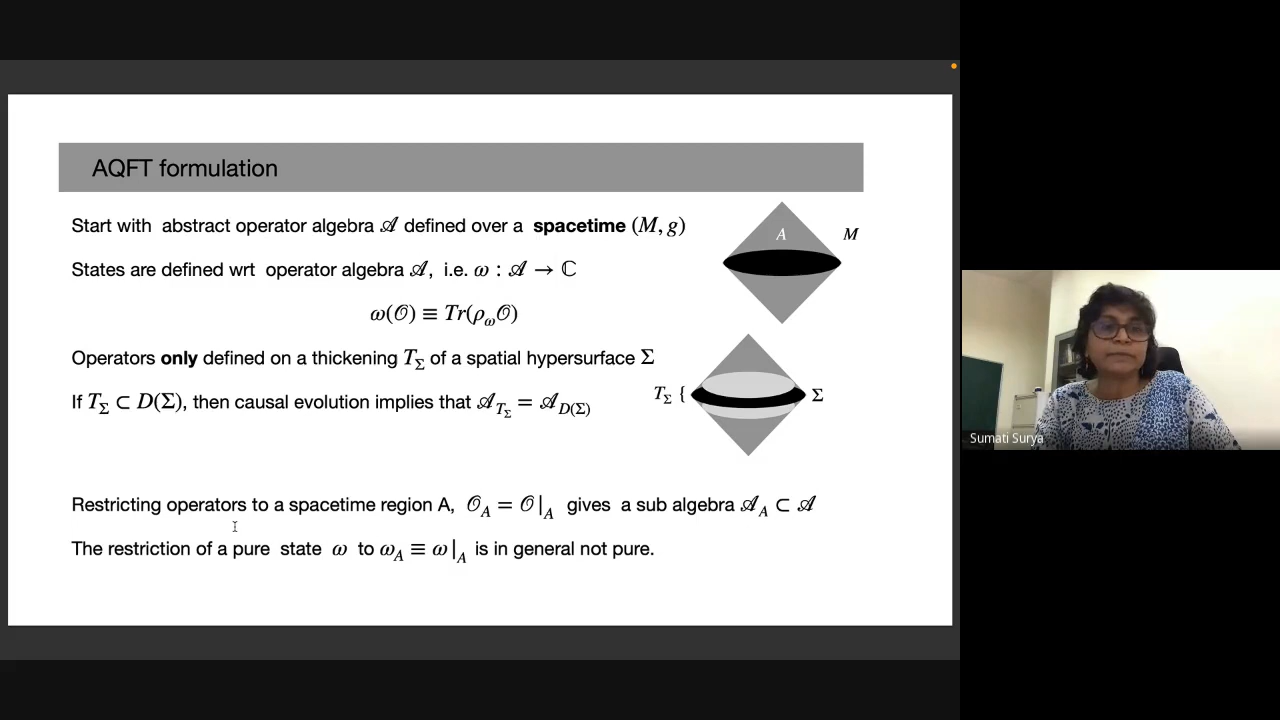 AQFT formulation
Start with abstract operator algebra 𝒜 defined over a spacetime (M, g)
A
M
States are defined wrt operator algebra 𝒜, i.e. ω : 𝒜 → ℂ
ω(𝒪) ≡ Tr(ρ_ω𝒪)
Operators only defined on a thickening T_Σ of a spatial hypersurface Σ
If T_Σ ⊂ D(Σ), then causal evolution implies that 𝒜_{T_Σ} = 𝒜_{D(Σ)}
T_Σ {
Σ
Sumati Surya
Restricting operators to a spacetime region A, 𝒪_A = 𝒪|_A gives a sub algebra 𝒜_A ⊂ 𝒜
The restriction of a pure state ω to ω_A ≡ ω|_A is in general not pure.